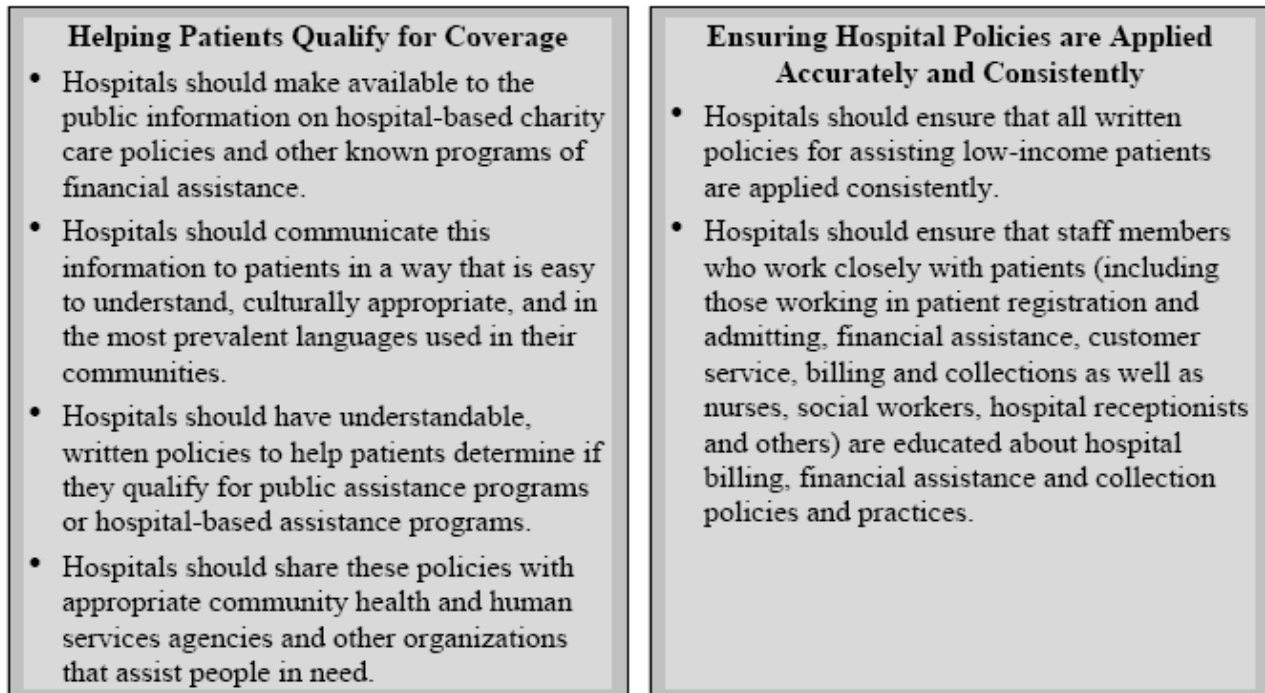 Helping Patients Qualify for Coverage
• Hospitals should make available to the
public information on hospital-based charity
care policies and other known programs of
financial assistance.
• Hospitals should communicate this
information to patients in a way that is easy
to understand, culturally appropriate, and in
the most prevalent languages used in their
communities.
• Hospitals should have understandable,
written policies to help patients determine if
they qualify for public assistance programs
or hospital-based assistance programs.
• Hospitals should share these policies with
appropriate community health and human
services agencies and other organizations
that assist people in need.
Ensuring Hospital Policies are Applied
Accurately and Consistently
• Hospitals should ensure that all written
policies for assisting low-income patients
are applied consistently.
• Hospitals should ensure that staff members
who work closely with patients (including
those working in patient registration and
admitting, financial assistance, customer
service, billing and collections as well as
nurses, social workers, hospital receptionists
and others) are educated about hospital
billing, financial assistance and collection
policies and practices.